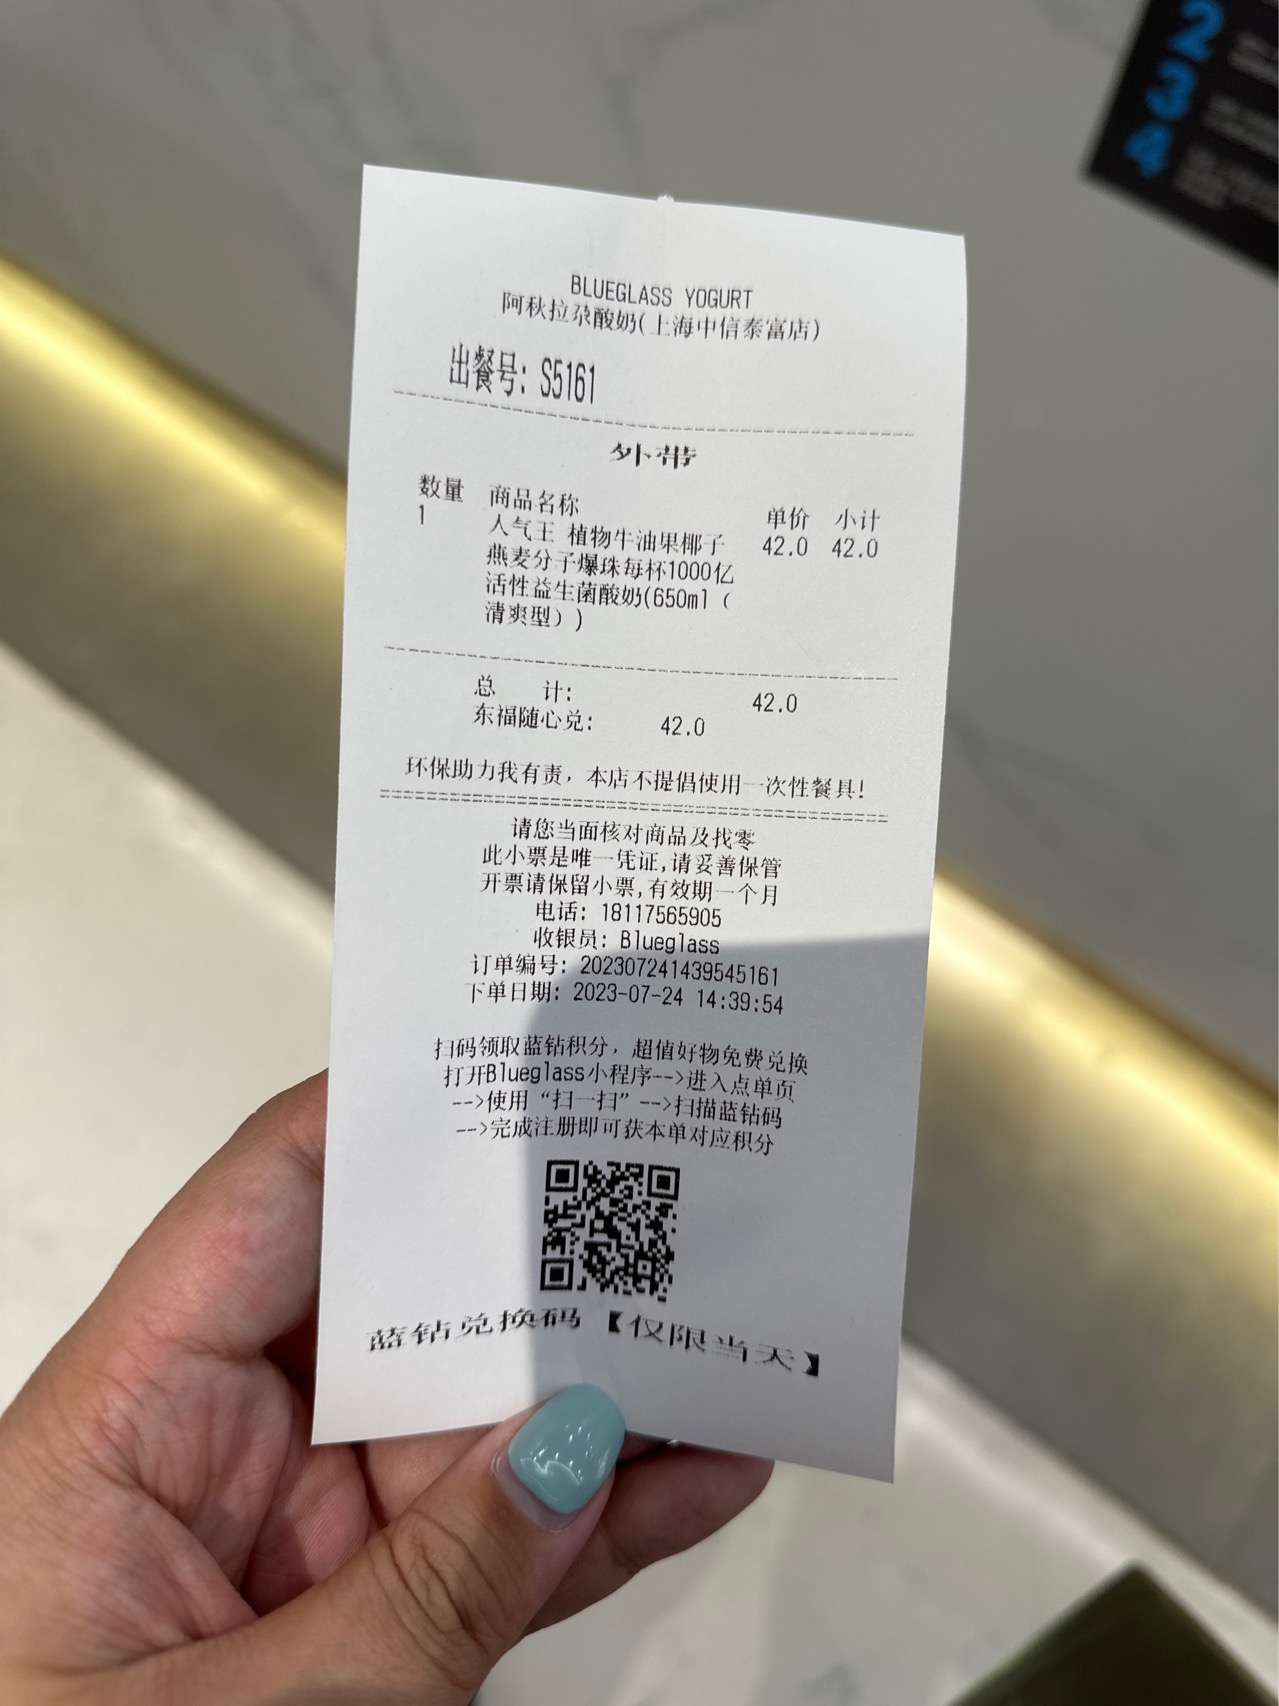 2
3
4
BLUEGLASS YOGURT
阿秋拉尕酸奶(上海中信泰富店)
出餐号: S5161
外带
数量 商品名称 单价 小计
1 人气王 植物牛油果椰子 42.0 42.0
燕麦分子爆珠每杯1000亿
活性益生菌酸奶(650ml（
清爽型）)
总 计: 42.0
东福随心兑: 42.0
环保助力我有责，本店不提倡使用一次性餐具!
请您当面核对商品及找零
此小票是唯一凭证,请妥善保管
开票请保留小票,有效期一个月
电话: 18117565905
收银员: Blueglass
订单编号: 202307241439545161
下单日期: 2023-07-24 14:39:54
扫码领取蓝钻积分，超值好物免费兑换
打开Blueglass小程序-->进入点单页
-->使用“扫一扫”-->扫描蓝钻码
-->完成注册即可获本单对应积分
蓝钻兑换码【仅限当天】